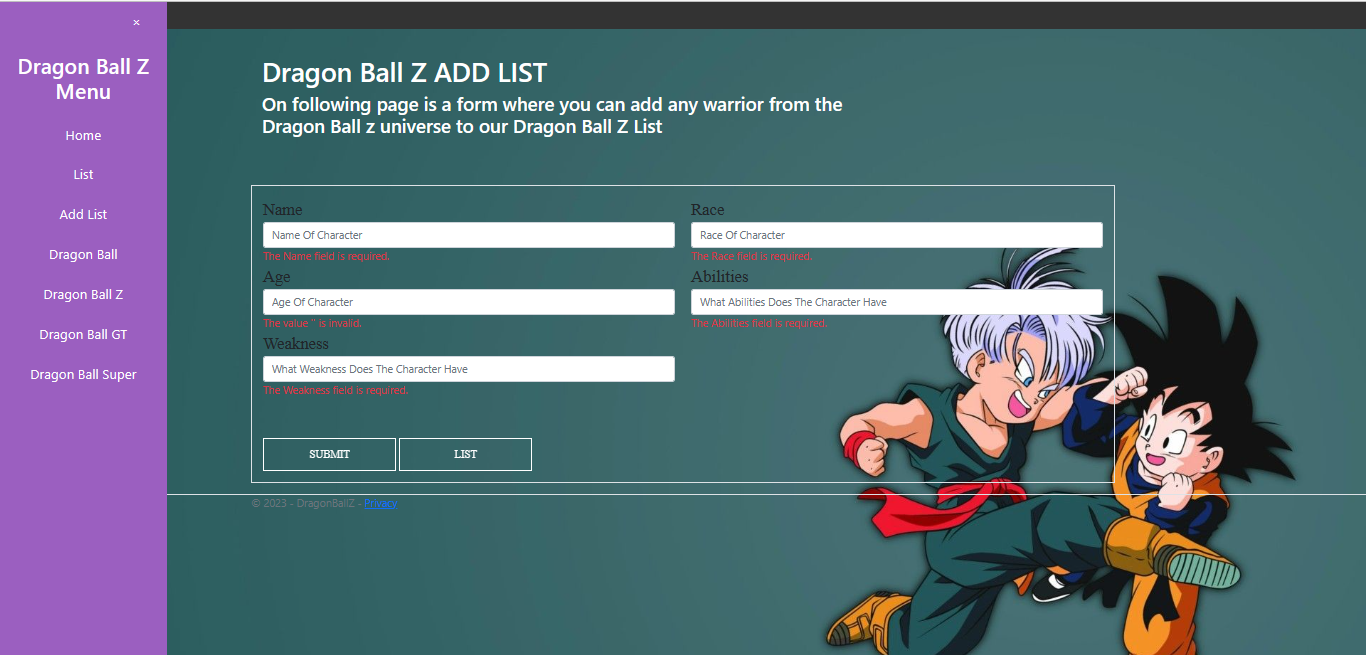 ×
Dragon Ball Z
Menu
Home
List
Add List
Dragon Ball
Dragon Ball Z
Dragon Ball GT
Dragon Ball Super
Dragon Ball Z ADD LIST
On following page is a form where you can add any warrior from the
Dragon Ball z universe to our Dragon Ball Z List
Name
Name Of Character
The Name field is required.
Race
Race Of Character
The Race field is required.
Age
Age Of Character
The value '' is invalid.
Abilities
What Abilities Does The Character Have
The Abilities field is required.
Weakness
What Weakness Does The Character Have
The Weakness field is required.
SUBMIT
LIST
© 2023 - DragonBallZ - Privacy